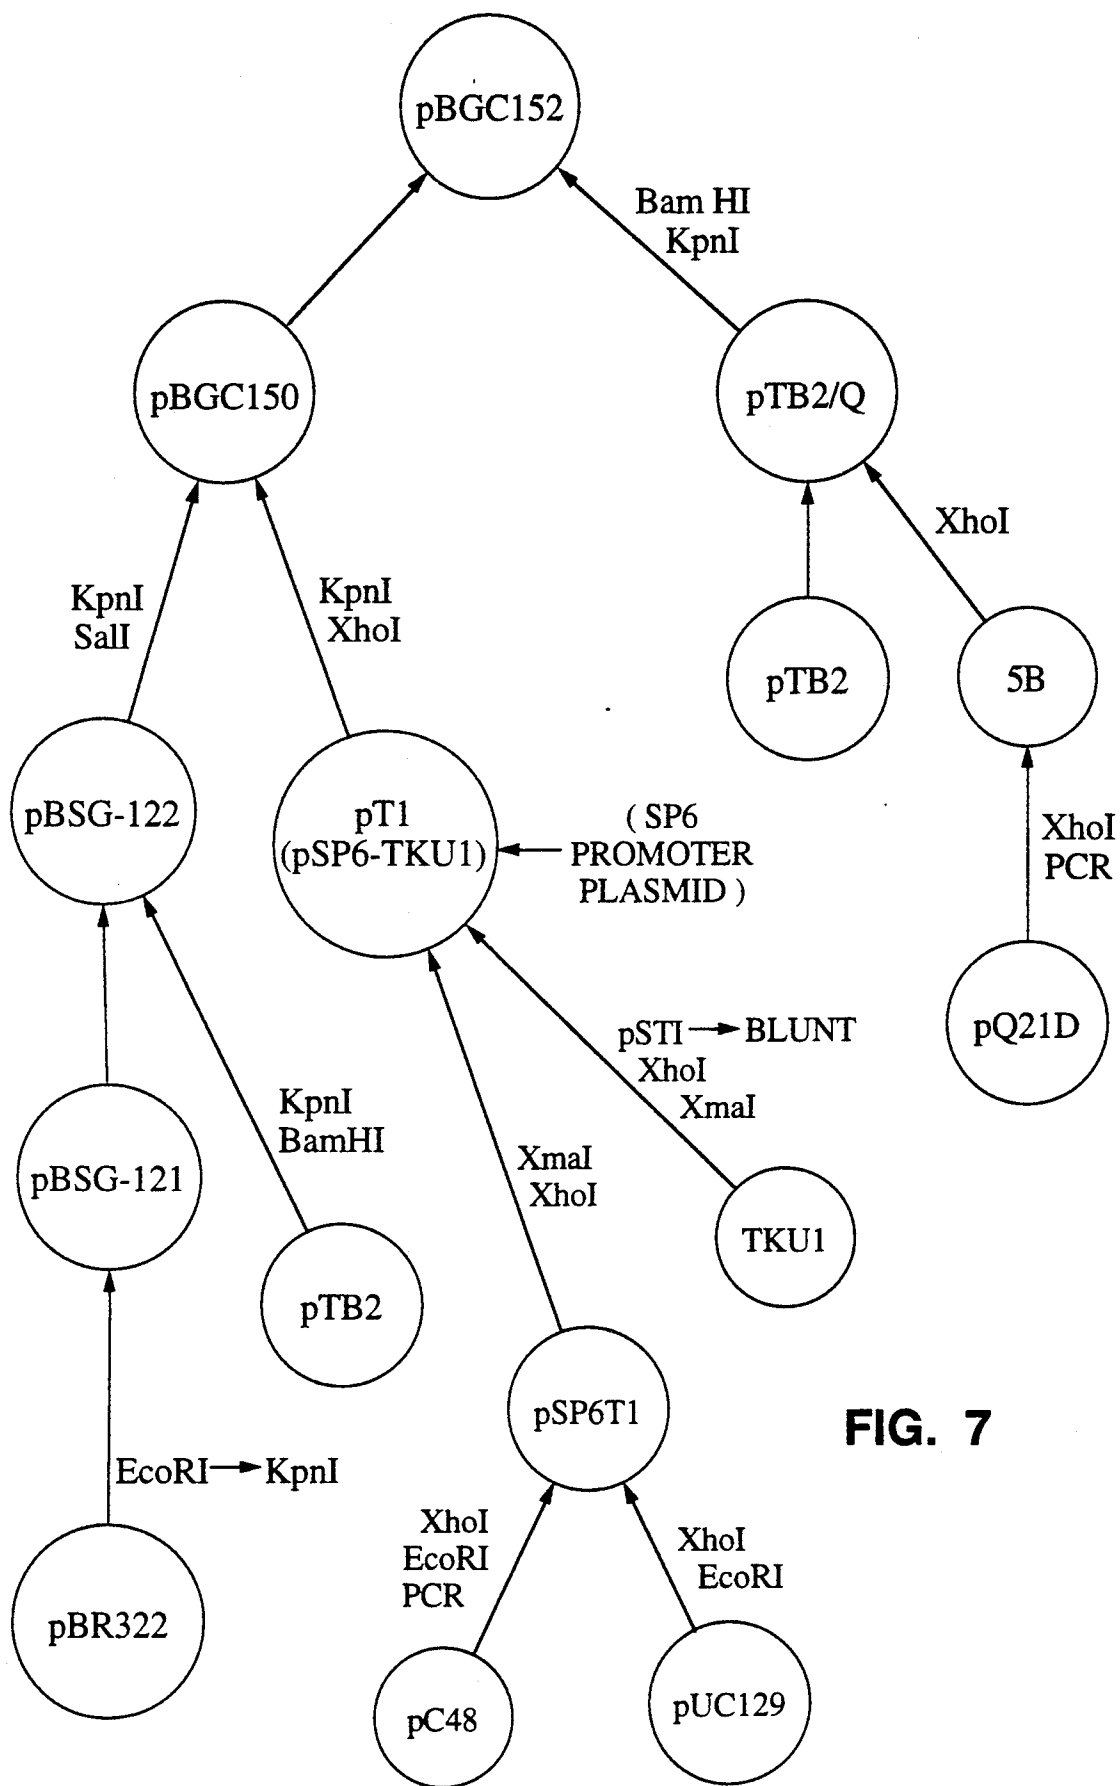 pBGC152
Bam HI
KpnI
pBGC150
pTB2/Q
XhoI
KpnI
SalI
KpnI
XhoI
pTB2
5B
pBSG-122
pT1
(pSP6-TKU1)
( SP6
PROMOTER
PLASMID )
XhoI
PCR
pQ21D
pSTI BLUNT
XhoI
XmaI
KpnI
BamHI
pBSG-121
XmaI
XhoI
TKU1
pTB2
pSP6T1
FIG. 7
EcoRI KpnI
XhoI
EcoRI
PCR
XhoI
EcoRI
pBR322
pC48
pUC129